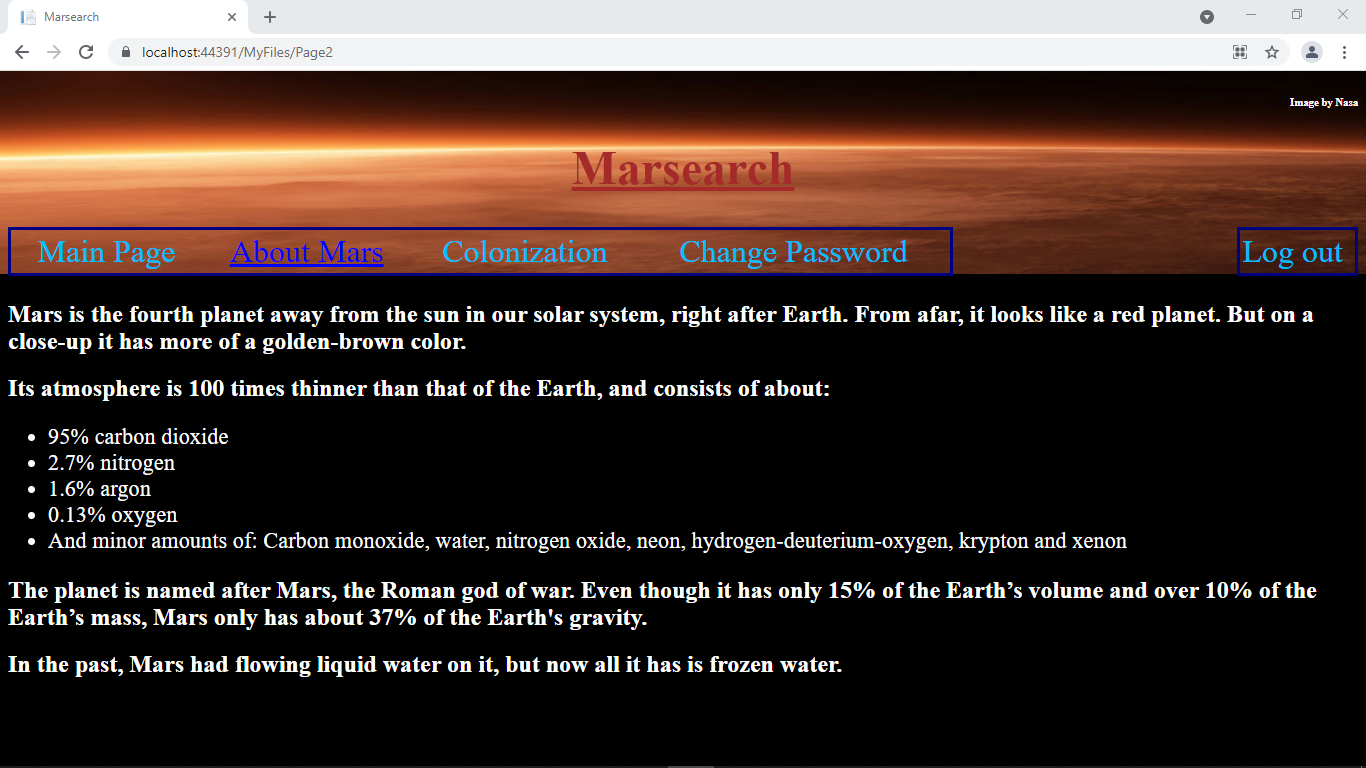 Marsearch
localhost:44391/MyFiles/Page2
Image by Nasa
Marsearch
Main Page About Mars Colonization Change Password Log out
Mars is the fourth planet away from the sun in our solar system, right after Earth. From afar, it looks like a red planet. But on a
close-up it has more of a golden-brown color.
Its atmosphere is 100 times thinner than that of the Earth, and consists of about:
• 95% carbon dioxide
• 2.7% nitrogen
• 1.6% argon
• 0.13% oxygen
• And minor amounts of: Carbon monoxide, water, nitrogen oxide, neon, hydrogen-deuterium-oxygen, krypton and xenon
The planet is named after Mars, the Roman god of war. Even though it has only 15% of the Earth’s volume and over 10% of the
Earth’s mass, Mars only has about 37% of the Earth's gravity.
In the past, Mars had flowing liquid water on it, but now all it has is frozen water.